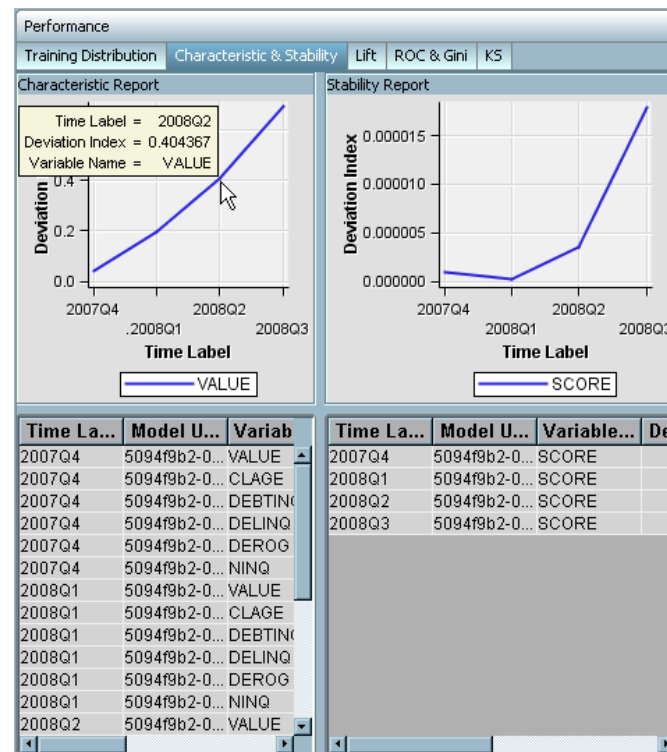 Performance
Training Distribution Characteristic & Stability Lift ROC & Gini KS
Characteristic Report
Time Label = 2008Q2
Deviation Index = 0.404367
Variable Name = VALUE
Deviation
0.4
0.2
0.0
2007Q4 2008Q2
.2008Q1 2008Q3
Time Label
VALUE
Stability Report
Deviation Index
0.000015
0.000010
0.000005
0.000000
2007Q4 2008Q2
2008Q1 2008Q3
Time Label
SCORE
Time La... Model U... Variab
2007Q4 5094f9b2-0... VALUE
2007Q4 5094f9b2-0... CLAGE
2007Q4 5094f9b2-0... DEBTIN
2007Q4 5094f9b2-0... DELINQ
2007Q4 5094f9b2-0... DEROG
2007Q4 5094f9b2-0... NINQ
2008Q1 5094f9b2-0... VALUE
2008Q1 5094f9b2-0... CLAGE
2008Q1 5094f9b2-0... DEBTIN
2008Q1 5094f9b2-0... DELINQ
2008Q1 5094f9b2-0... DEROG
2008Q1 5094f9b2-0... NINQ
2008Q2 5094f9b2-0... VALUE
Time La... Model U... Variable... De
2007Q4 5094f9b2-0... SCORE
2008Q1 5094f9b2-0... SCORE
2008Q2 5094f9b2-0... SCORE
2008Q3 5094f9b2-0... SCORE